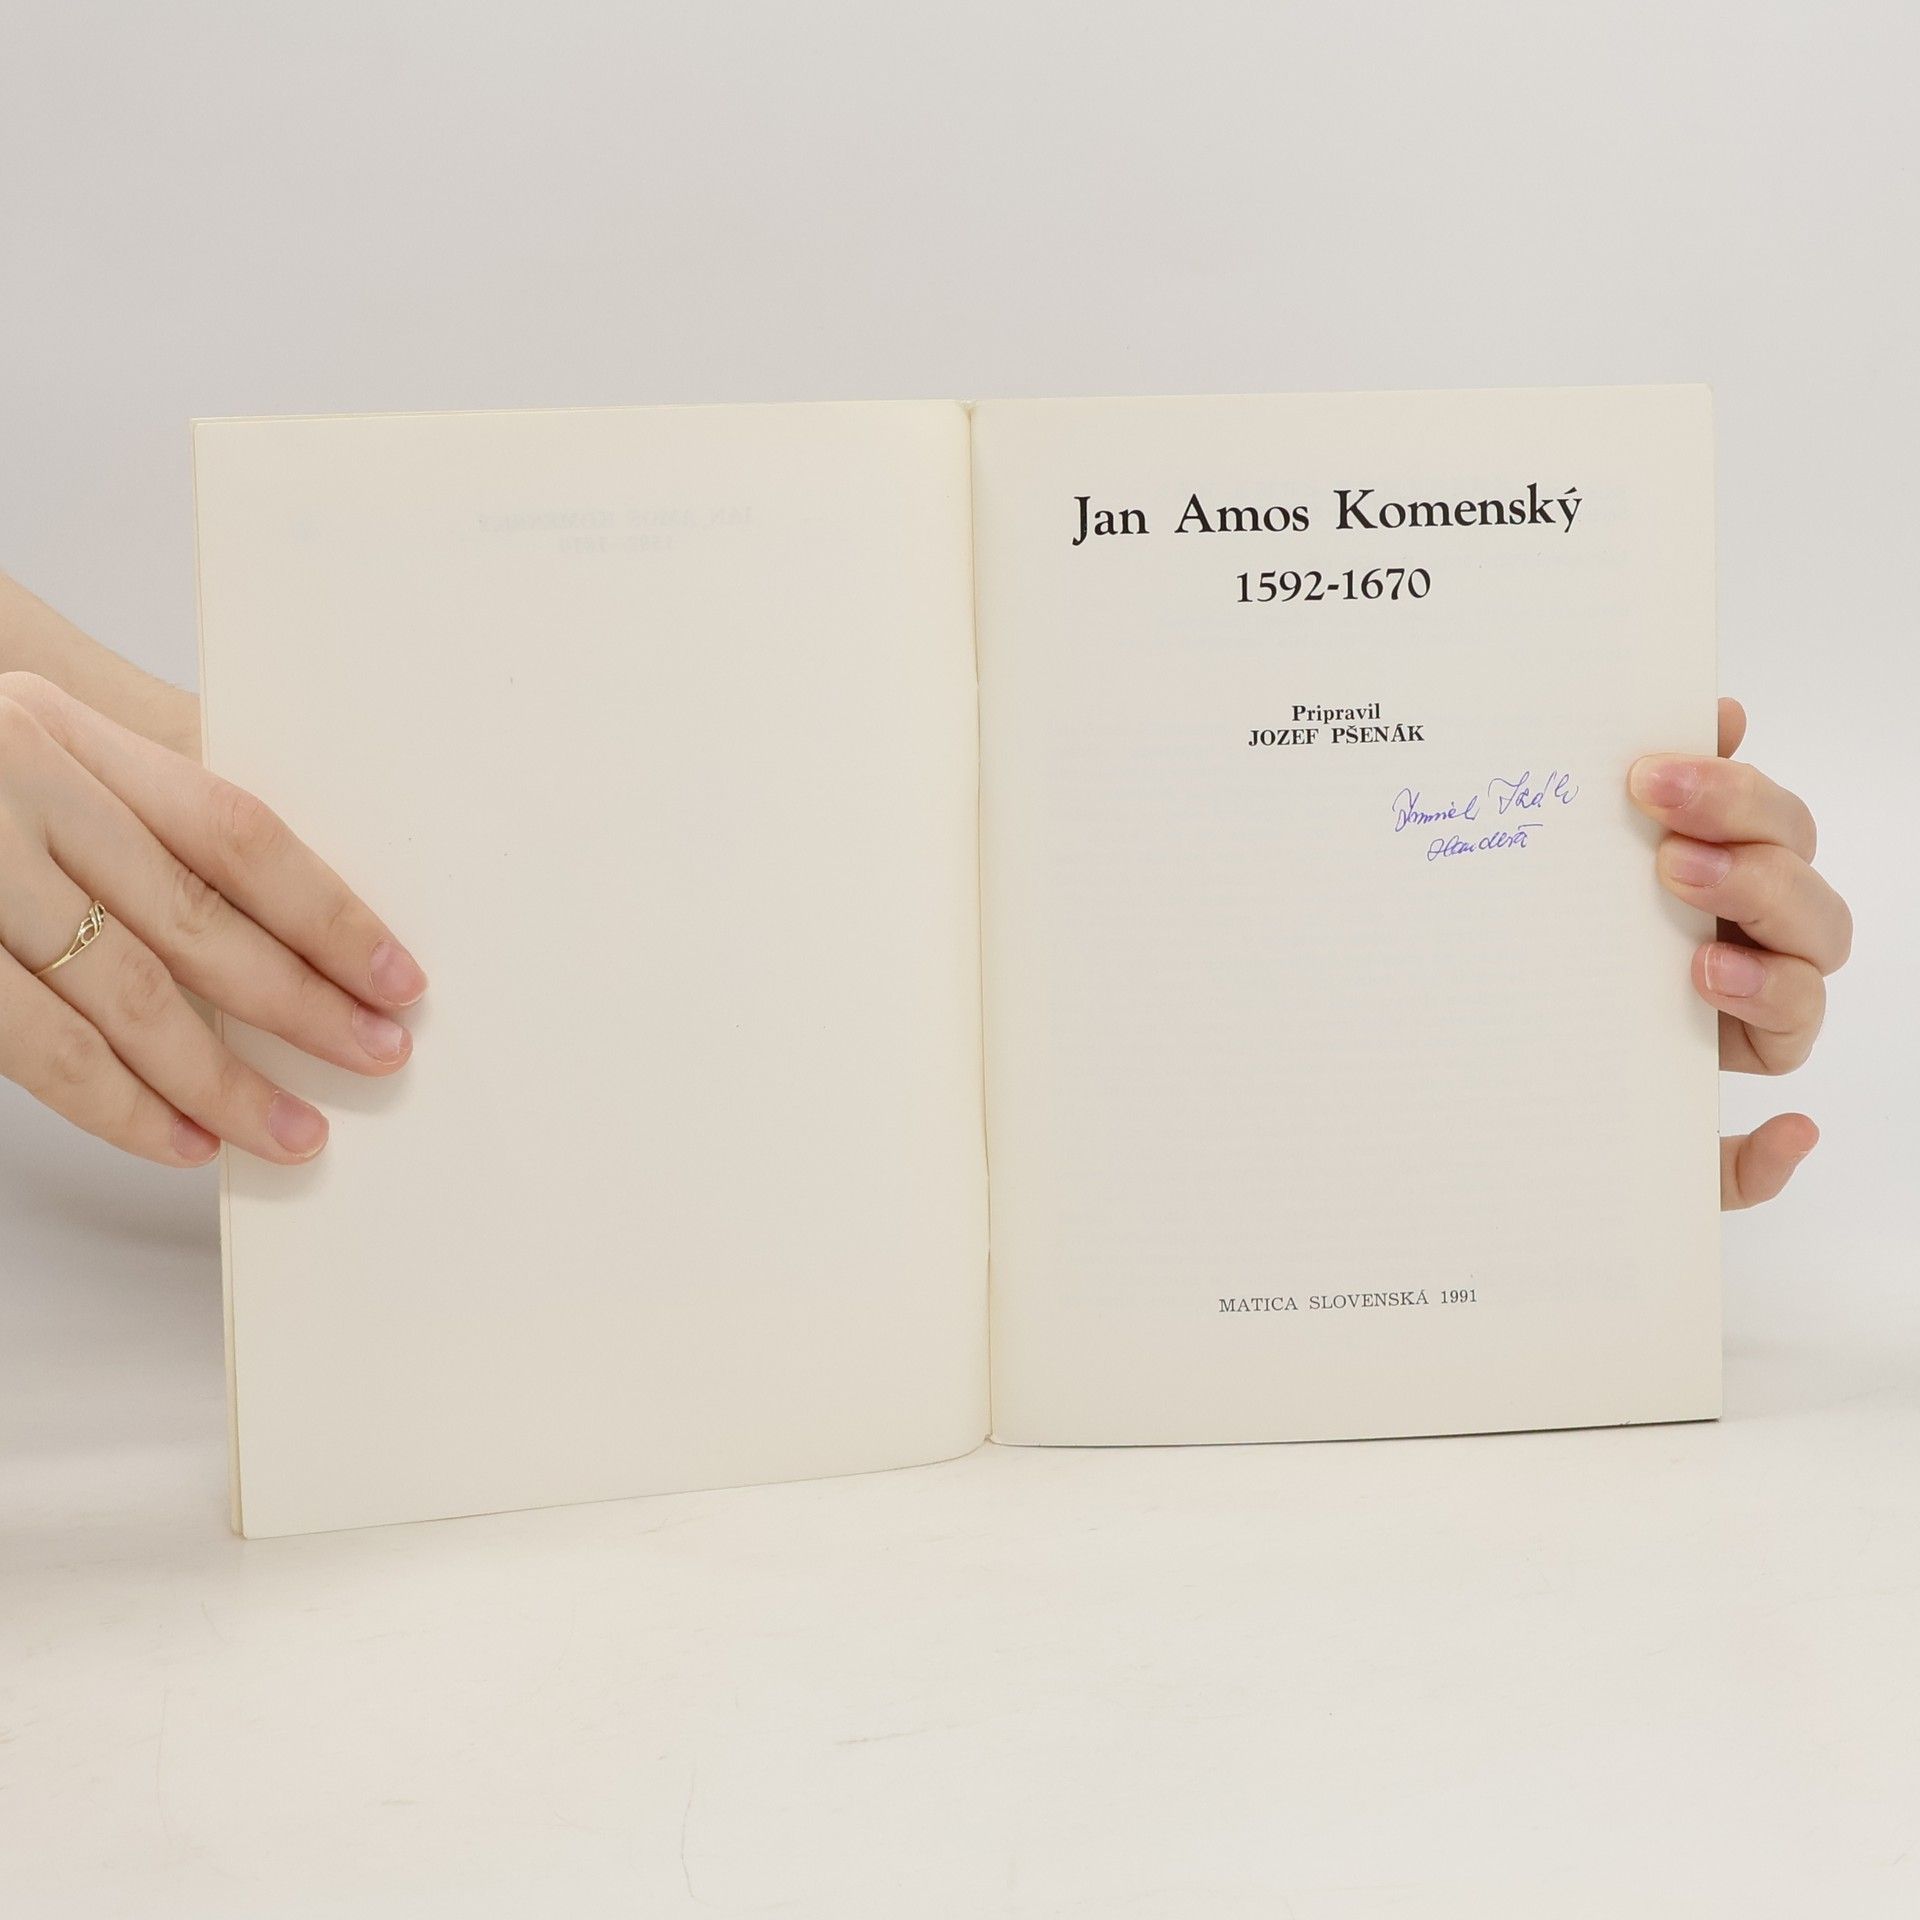 Jan Amos Komenský
1592-1670
Pripravil
JOZEF PŠENÁK
MATICA SLOVENSKÁ 1991